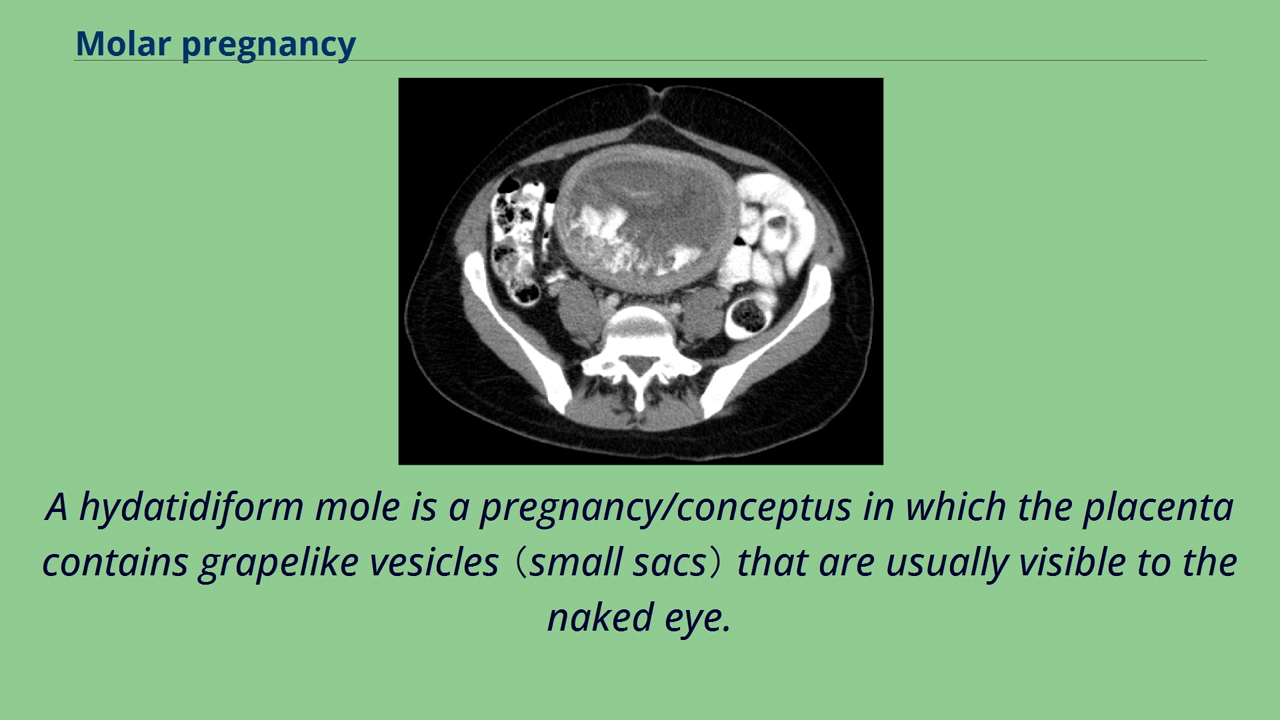 Molar pregnancy
A hydatidiform mole is a pregnancy/conceptus in which the placenta
contains grapelike vesicles (small sacs) that are usually visible to the
naked eye.